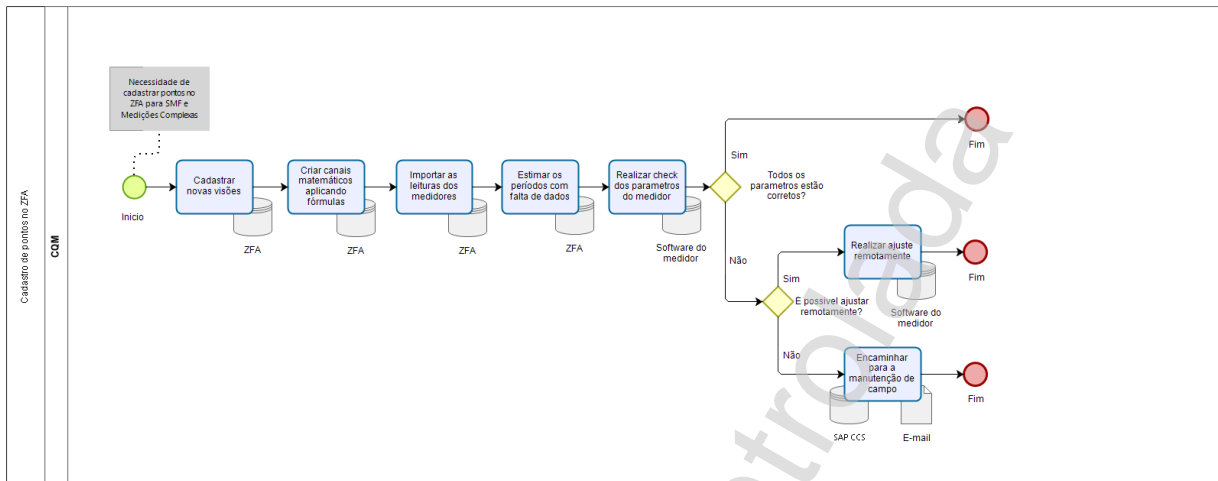 Cadastro de pontos no ZFA
CQM
Necessidade de
cadastrar pontos no
ZFA para SMF e
Medições Complexas
Inicio
Cadastrar
novas visões
ZFA
Criar canais
matemáticos
aplicando
fórmulas
ZFA
Importar as
leituras dos
medidores
ZFA
Estimar os
períodos com
falta de dados
ZFA
Realizar check
dos parametros
do medidor
Software do
medidor
Todos os
parametros estão
corretos?
Sim
Fim
Não
É possivel ajustar
remotamente?
Sim
Realizar ajuste
remotamente
Software do
medidor
Fim
Não
Encaminhar
para a
manutenção de
campo
SAP CCS
E-mail
Fim
trolada